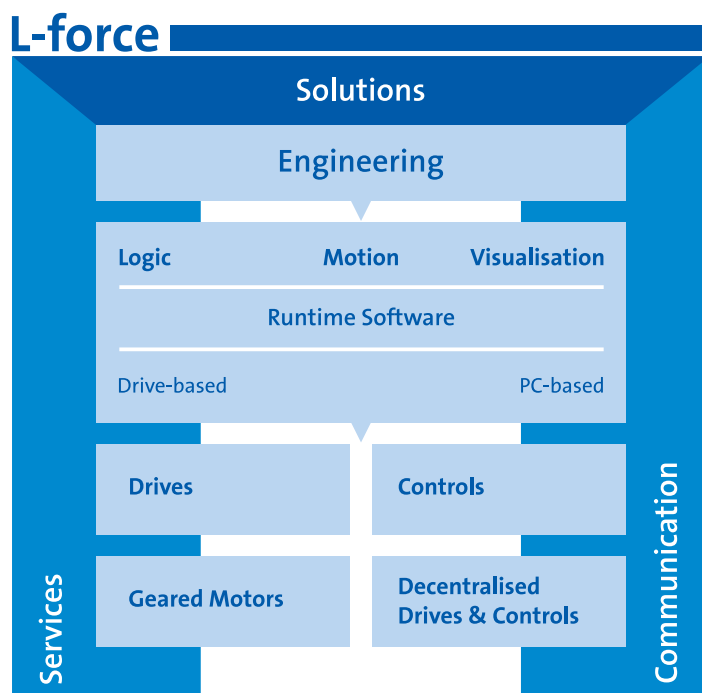 L-force
Solutions
Engineering
Logic Motion Visualisation
Runtime Software
Drive-based PC-based
Drives Controls
Geared Motors
Decentralised
Drives & Controls
Services
Communication